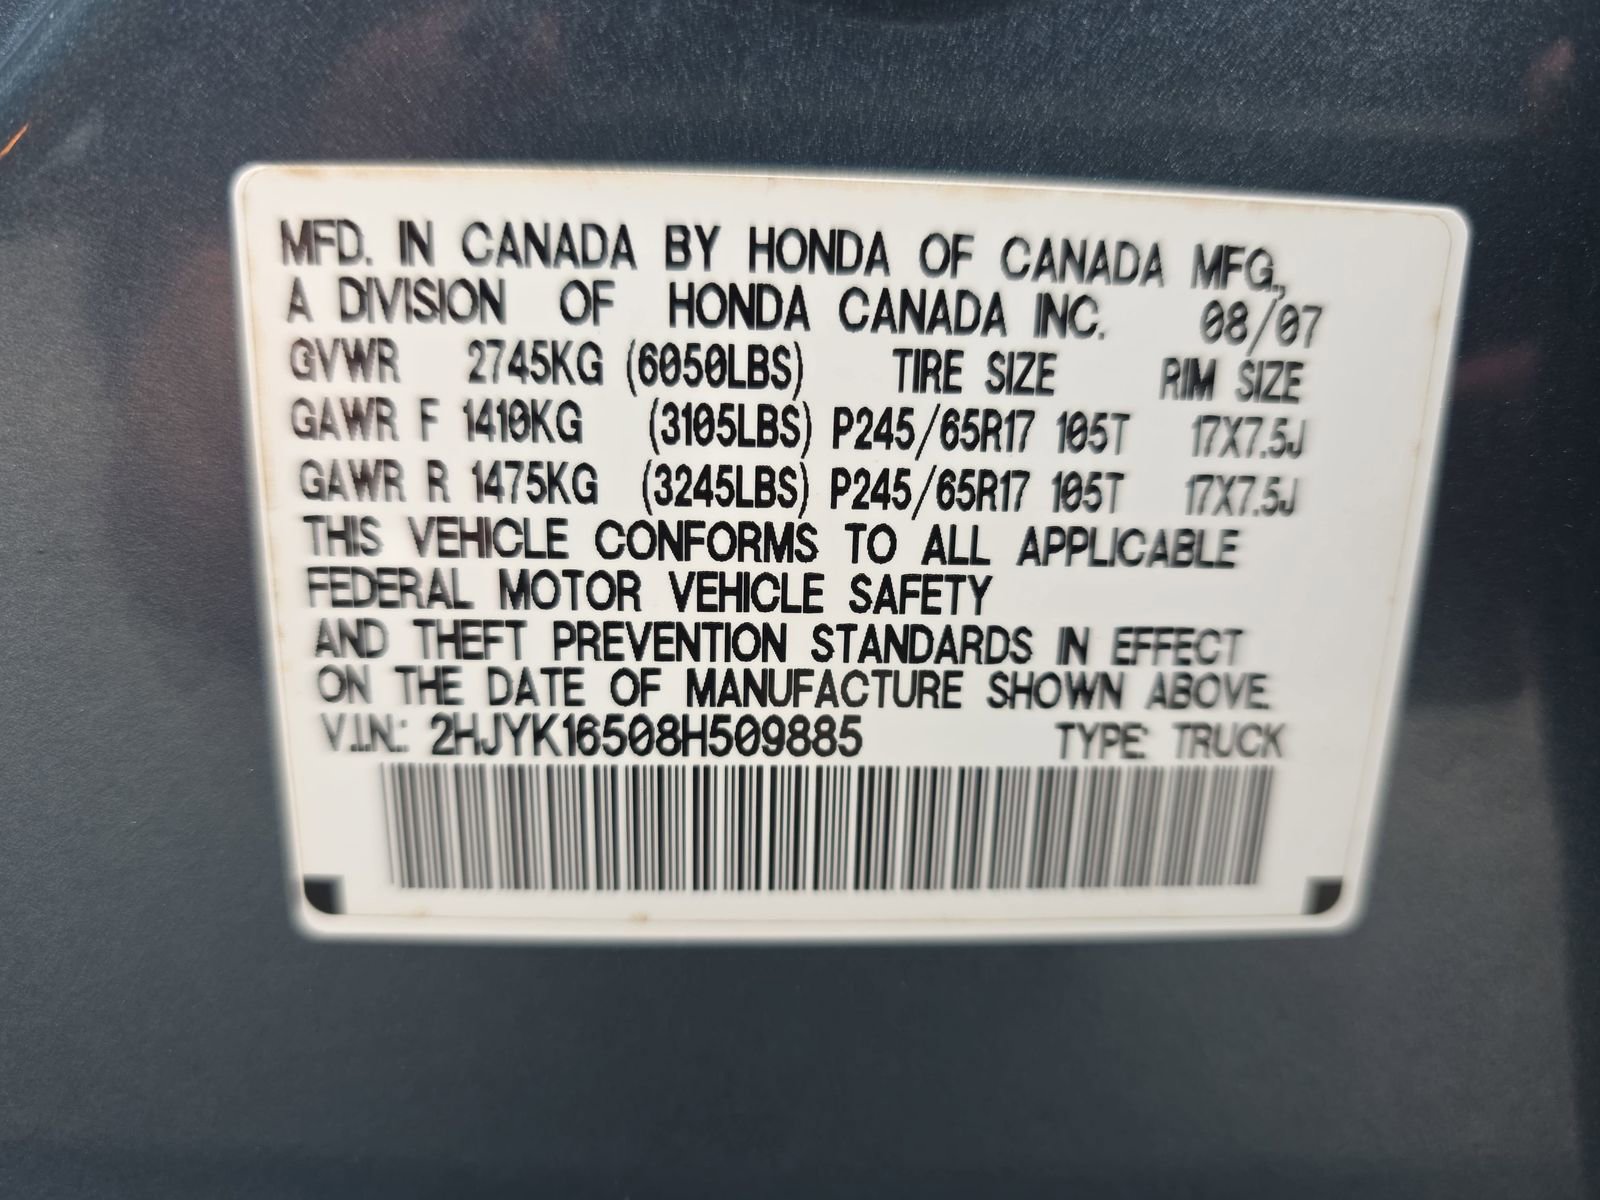 MFD. IN CANADA BY HONDA OF CANADA MFG.,
A DIVISION OF HONDA CANADA INC. 08/07
GVWR 2745KG (6050LBS) TIRE SIZE RIM SIZE
GAWR F 1410KG (3105LBS) P245/65R17 105T 17X7.5J
GAWR R 1475KG (3245LBS) P245/65R17 105T 17X7.5J
THIS VEHICLE CONFORMS TO ALL APPLICABLE
FEDERAL MOTOR VEHICLE SAFETY
AND THEFT PREVENTION STANDARDS IN EFFECT
ON THE DATE OF MANUFACTURE SHOWN ABOVE.
V.I.N.: 2HJYK16508H509885 TYPE: TRUCK